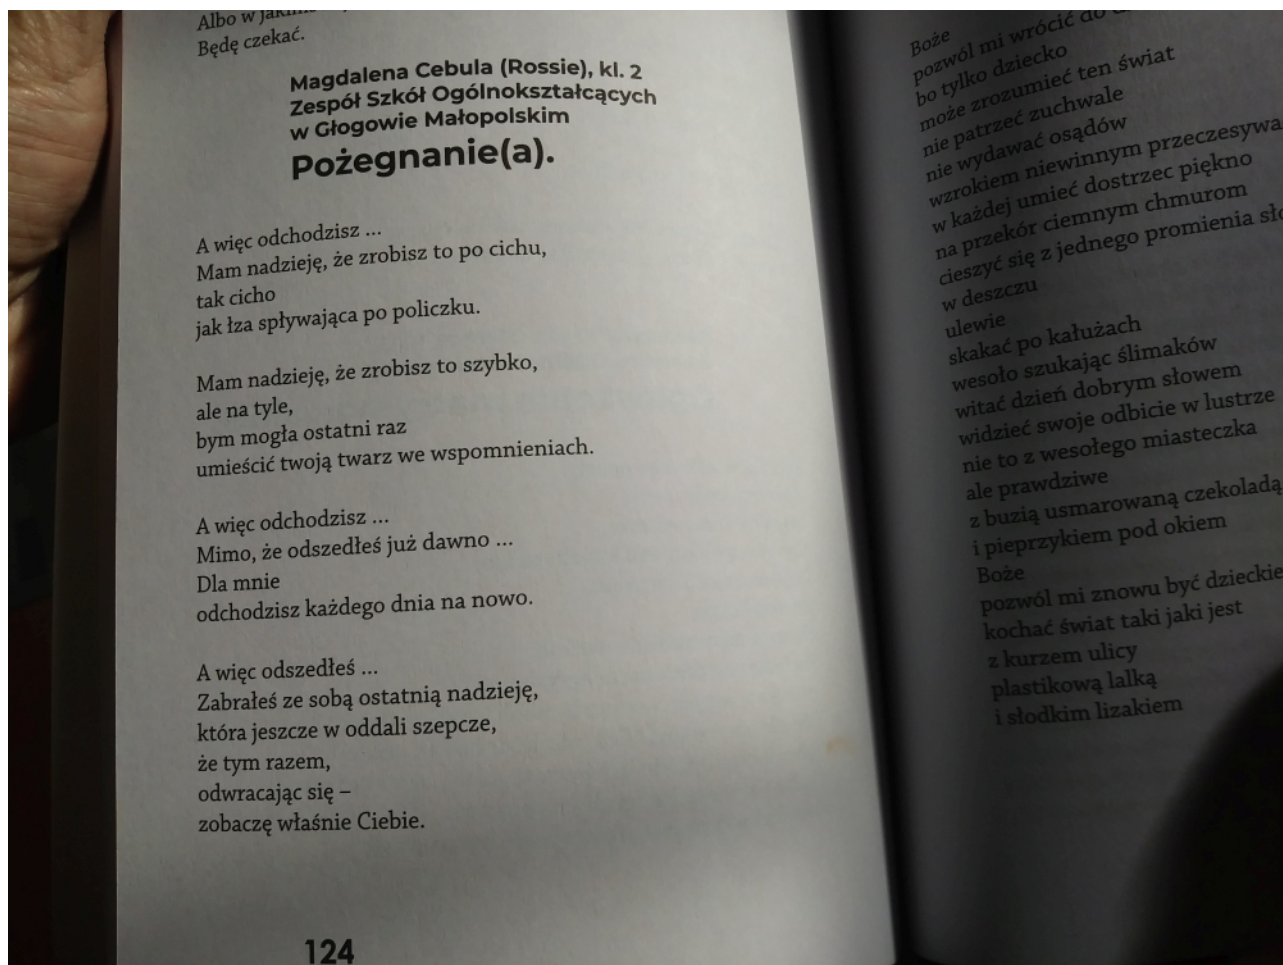 Albo w
Będę czekać.
Magdalena Cebula (Rossie), kl. 2
Zespół Szkół Ogólnokształcących
w Głogowie Małopolskim
Pożegnanie(a).
A więc odchodzisz ...
Mam nadzieję, że zrobisz to po cichu,
tak cicho
jak łza spływająca po policzku.
Mam nadzieję, że zrobisz to szybko,
ale na tyle,
bym mogła ostatni raz
umieścić twoją twarz we wspomnieniach.
A więc odchodzisz ...
Mimo, że odszedłeś już dawno ...
Dla mnie
odchodzisz każdego dnia na nowo.
A więc odszedłeś ...
Zabrałeś ze sobą ostatnią nadzieję,
która jeszcze w oddali szepcze,
że tym razem,
odwracając się –
zobaczę właśnie Ciebie.
124
Boże
pozwól mi wrócić do
bo tylko dziecko
może zrozumieć ten świat
nie patrzeć zuchwale
nie wydawać osądów
wzrokiem niewinnym
w każdej umieć dostrzec piękno
na przekór ciemnym chmurom
cieszyć się z jednego promienia
w deszczu
ulewie
skakać po kałużach
wesoło szukając ślimaków
witać dzień dobrym słowem
widzieć swoje odbicie w lustrze
nie to z wesołego miasteczka
ale prawdziwe
z buzią usmarowaną czekoladą
i pieprzykiem pod okiem
Boże
pozwól mi znowu być
kochać świat taki jaki jest
z kurzem ulicy
plastikową lalką
i słodkim lizakiem